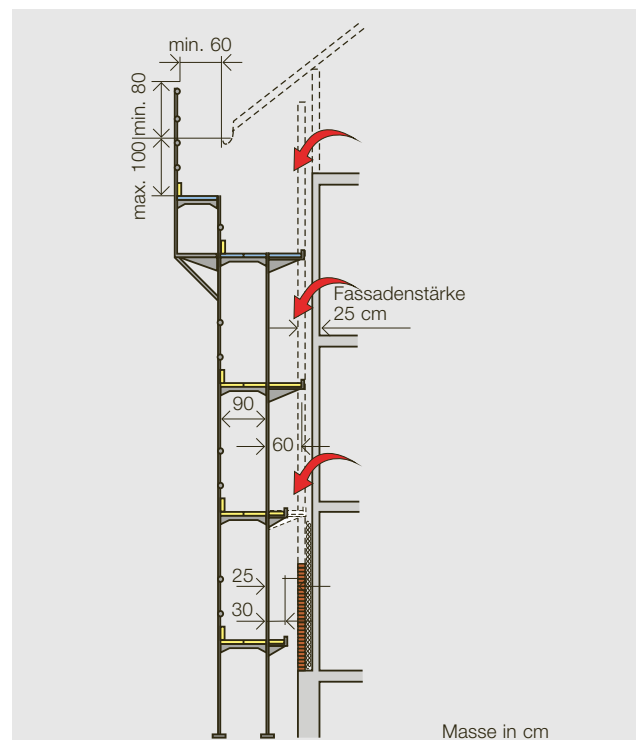 min. 60
min. 80
max. 100
Fassadenstärke
25 cm
90
60
25
30
Masse in cm